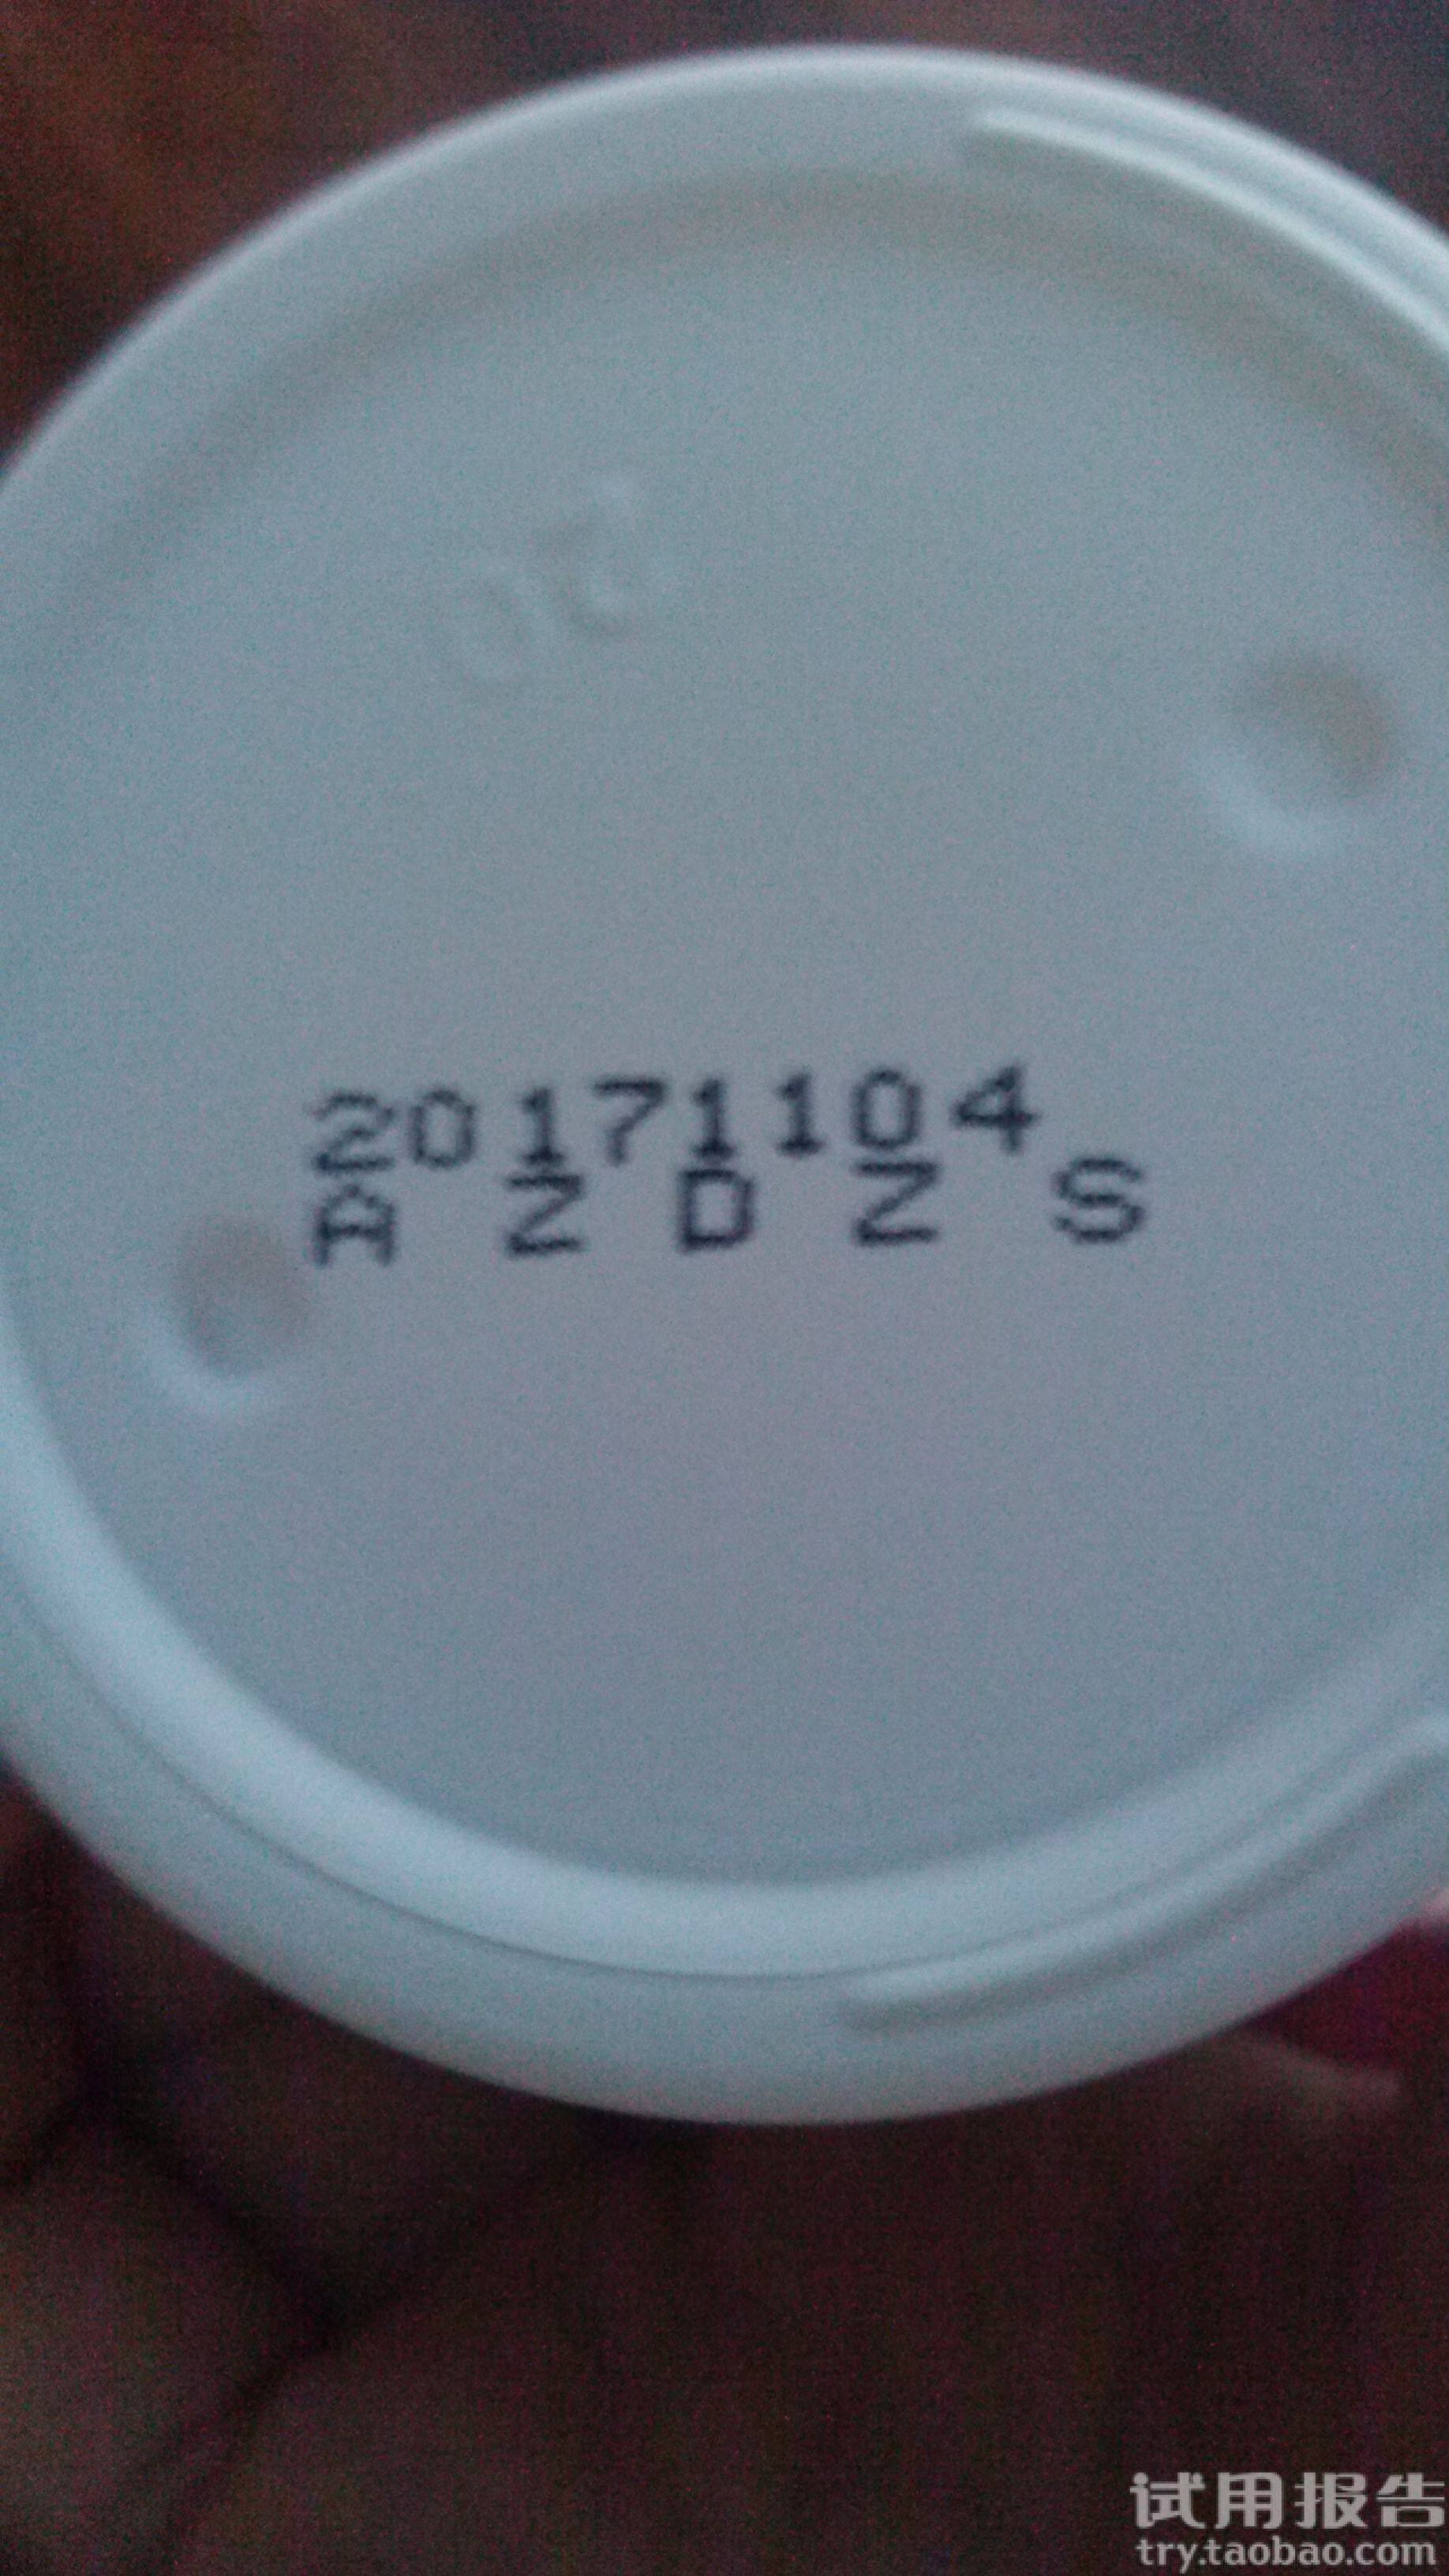 20171104
A Z D Z S
试用报告
try.taobao.com